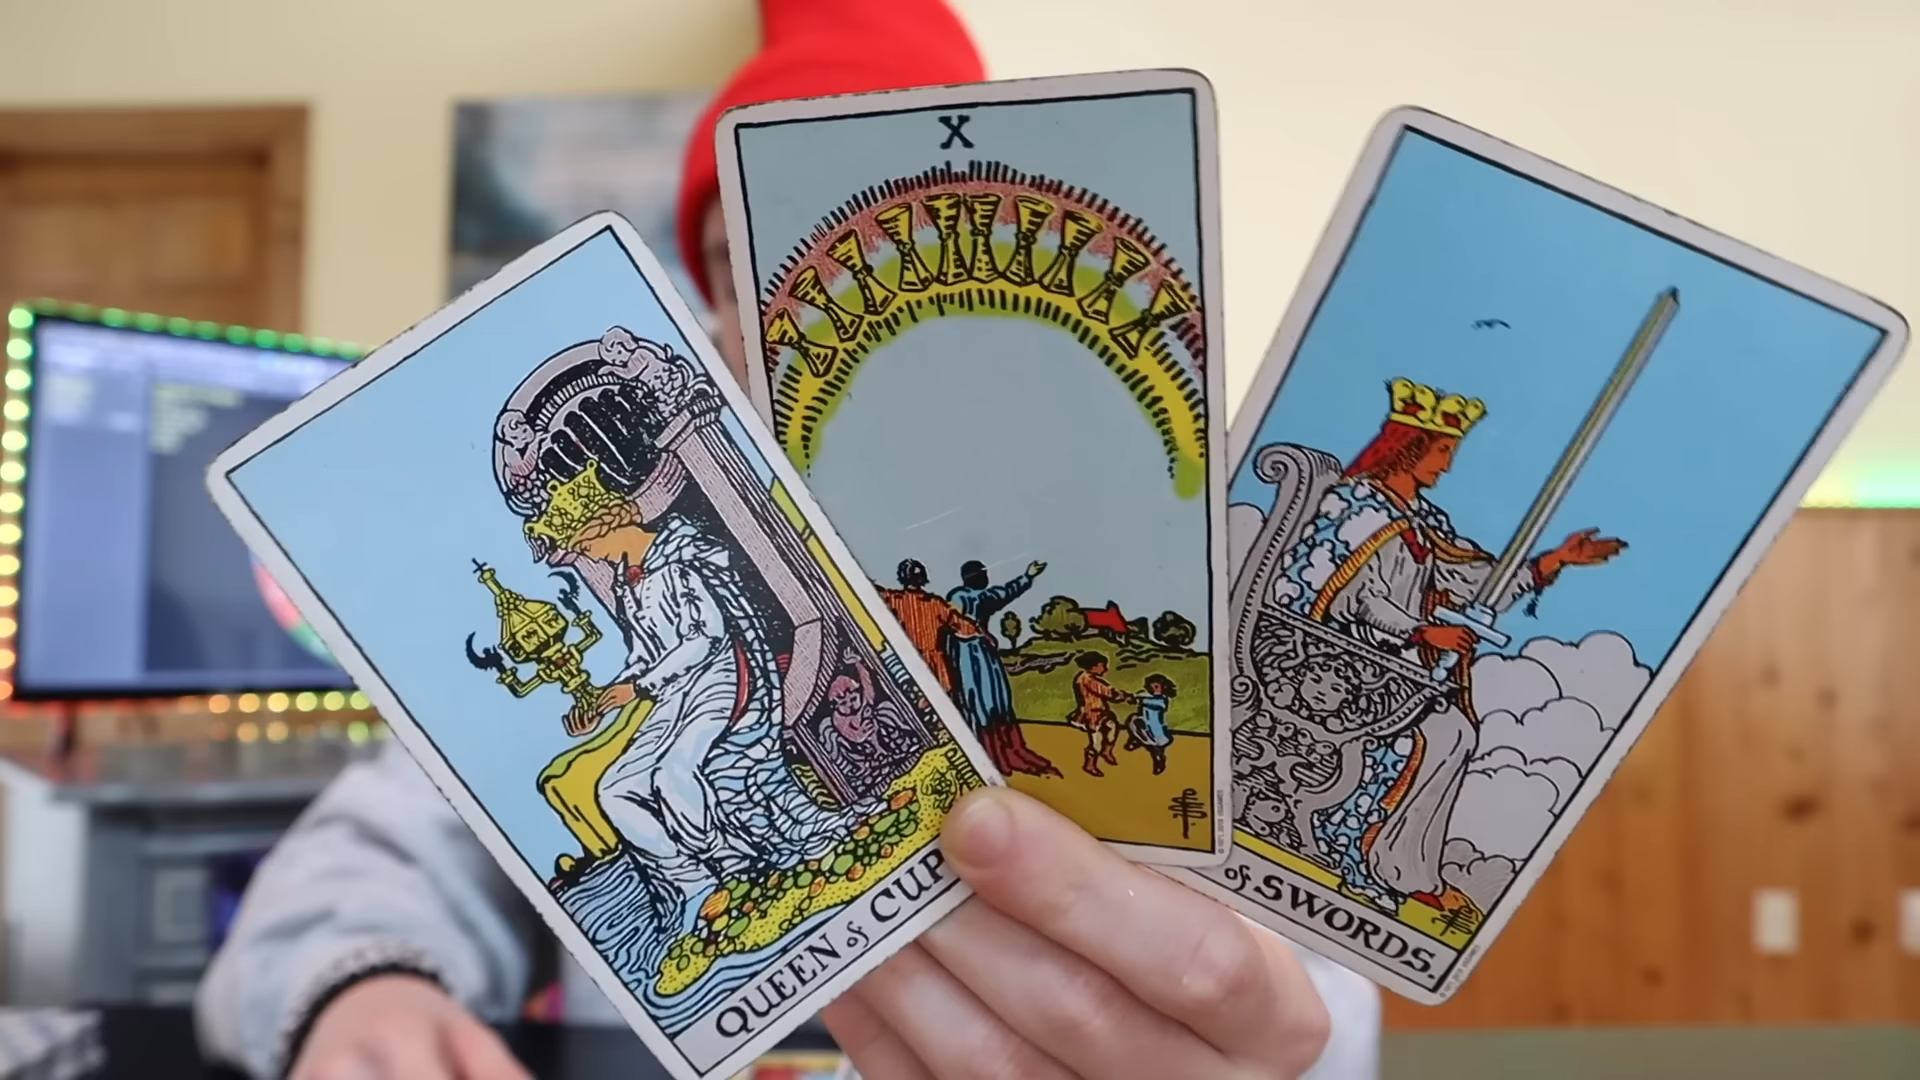 QUEEN of CUP
X
of SWORDS.